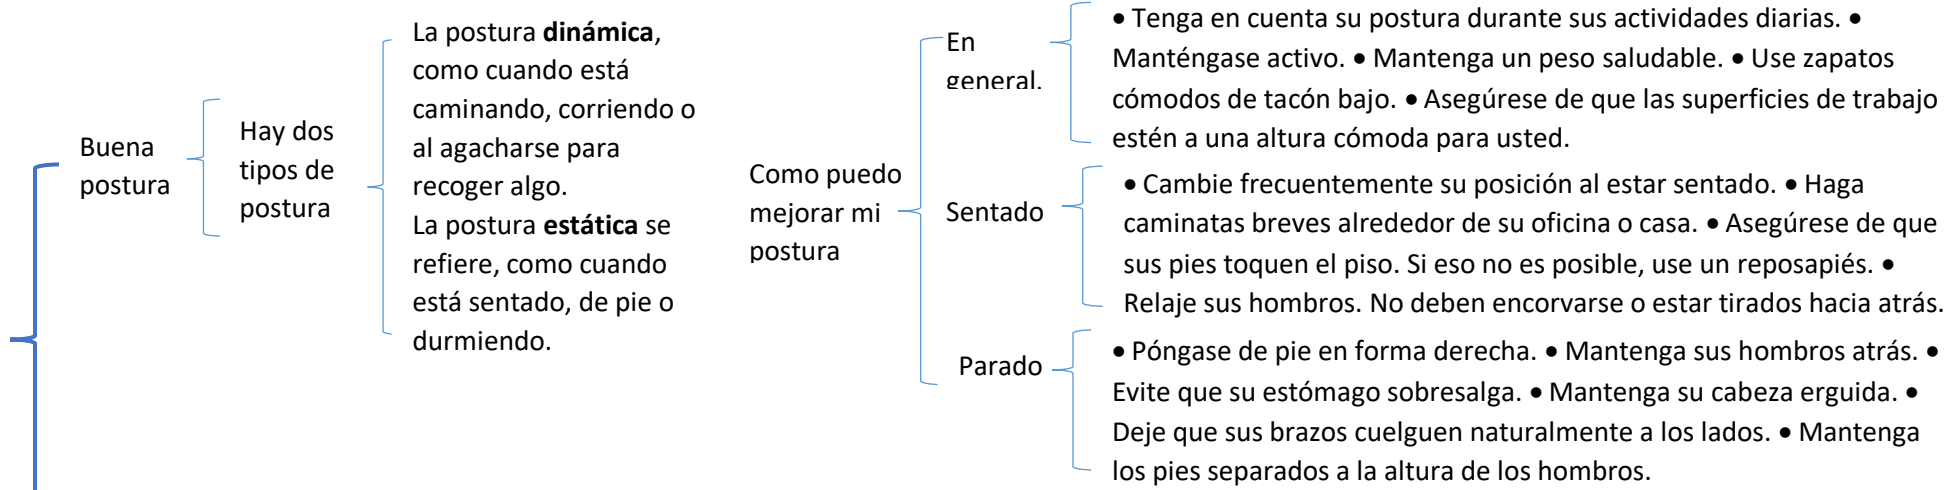 Buena
postura
Hay dos
tipos de
postura
La postura dinámica,
como cuando está
caminando, corriendo o
al agacharse para
recoger algo.
La postura estática se
refiere, como cuando
está sentado, de pie o
durmiendo.
Como puedo
mejorar mi
postura
En
general.
• Tenga en cuenta su postura durante sus actividades diarias. •
Manténgase activo. • Mantenga un peso saludable. • Use zapatos
cómodos de tacón bajo. • Asegúrese de que las superficies de trabajo
estén a una altura cómoda para usted.
Sentado
• Cambie frecuentemente su posición al estar sentado. • Haga
caminatas breves alrededor de su oficina o casa. • Asegúrese de que
sus pies toquen el piso. Si eso no es posible, use un reposapiés. •
Relaje sus hombros. No deben encorvarse o estar tirados hacia atrás.
Parado
• Póngase de pie en forma derecha. • Mantenga sus hombros atrás. •
Evite que su estómago sobresalga. • Mantenga su cabeza erguida. •
Deje que sus brazos cuelguen naturalmente a los lados. • Mantenga
los pies separados a la altura de los hombros.